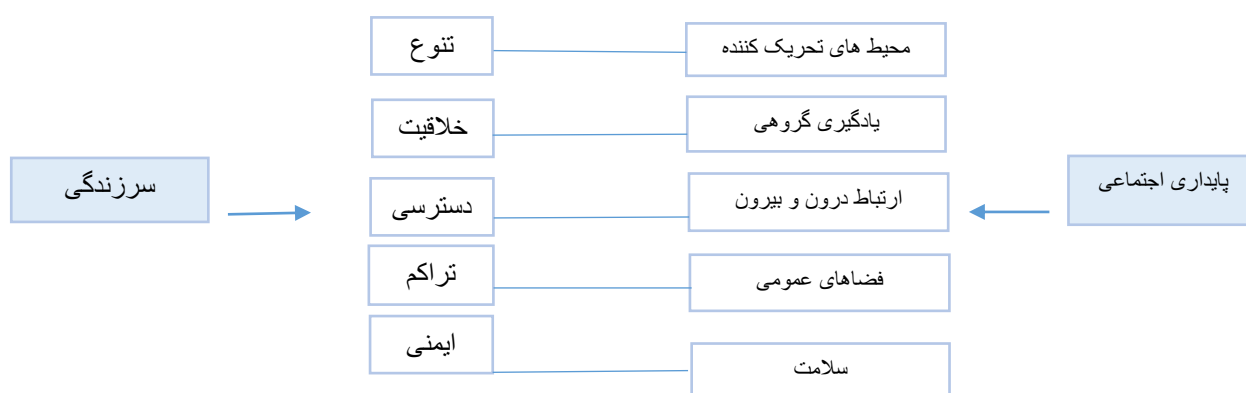 تنوع
محیط های تحریک کننده
خلاقیت
یادگیری گروهی
سرزندگی
دسترسی
ارتباط درون و بیرون
پایداری اجتماعی
تراکم
فضاهای عمومی
ایمنی
سلامت